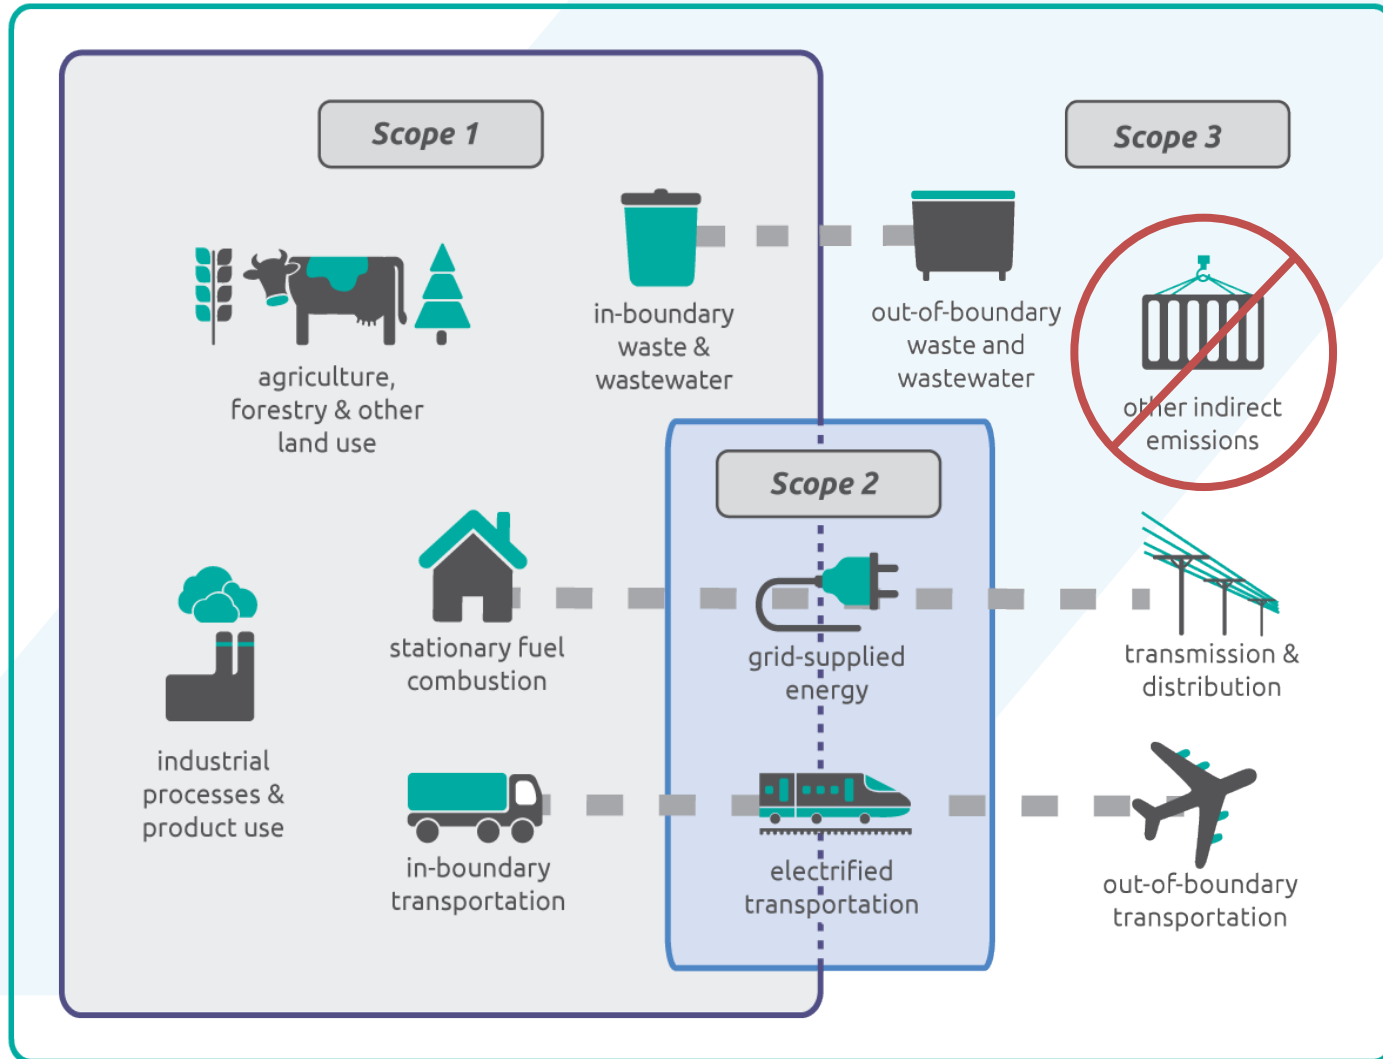 Scope 1
Scope 3
in-boundary
waste &
wastewater
out-of-boundary
waste and
wastewater
agriculture,
forestry & other
land use
other indirect
emissions
Scope 2
stationary fuel
combustion
grid-supplied
energy
transmission &
distribution
industrial
processes &
product use
in-boundary
transportation
electrified
transportation
out-of-boundary
transportation